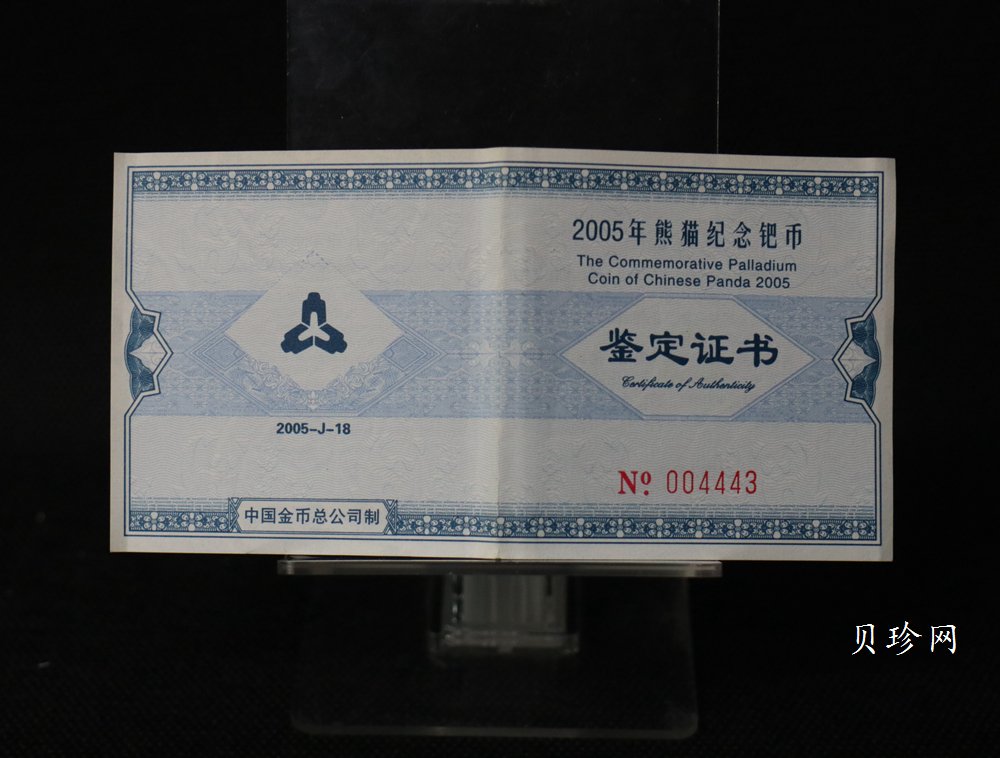 2005年熊猫纪念钯币
The Commemorative Palladium
Coin of Chinese Panda 2005
鉴定证书
Certificate of Authenticity
2005-J-18
Nº. 004443
中国金币总公司制
贝珍网